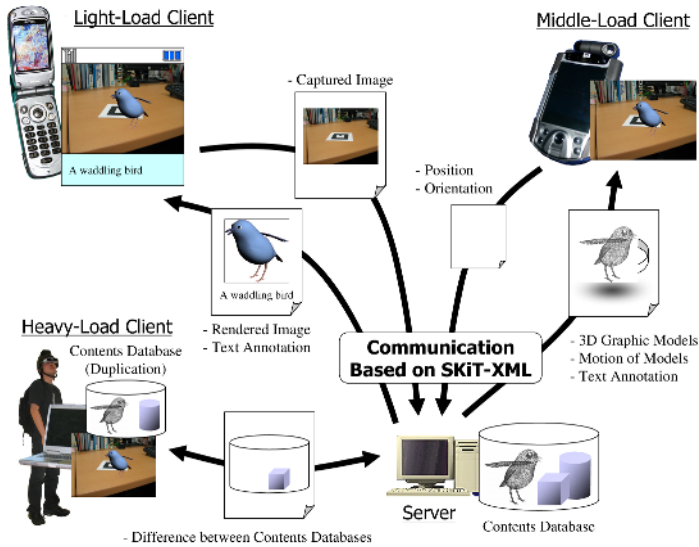 Light-Load Client
Middle-Load Client
- Captured Image
A waddling bird
- Position
- Orientation
A waddling bird
- Rendered Image
- Text Annotation
Heavy-Load Client
Contents Database
(Duplication)
Communication
Based on SKiT-XML
- 3D Graphic Models
- Motion of Models
- Text Annotation
Server
Contents Database
- Difference between Contents Databases